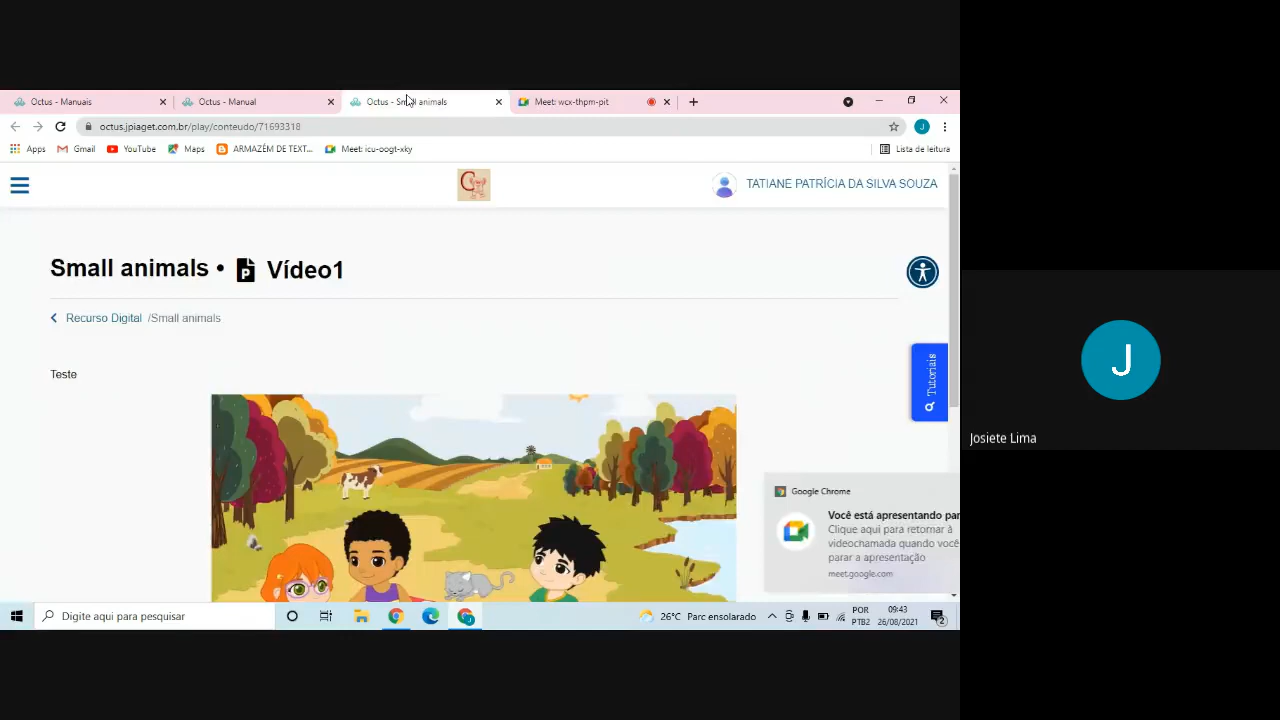 Octus - Manuais
Octus - Manual
Octus - Small animals
Meet: wcx-thpm-pit
octus.jpiaget.com.br/play/conteudo/71693318
Apps
Gmail
YouTube
Maps
ARMAZÉM DE TEXT...
Meet: icu-oogt-xky
Lista de leitura
TATIANE PATRÍCIA DA SILVA SOUZA
Small animals • Vídeo1
Recurso Digital /Small animals
Tutoriais
Teste
Google Chrome
Você está apresentando par
Clique aqui para retornar à
videochamada quando você
parar a apresentação
meet.google.com
Digite aqui para pesquisar
26°C Parc ensolarado
POR
PTB2
09:43
26/08/2021
2
J
Josiete Lima